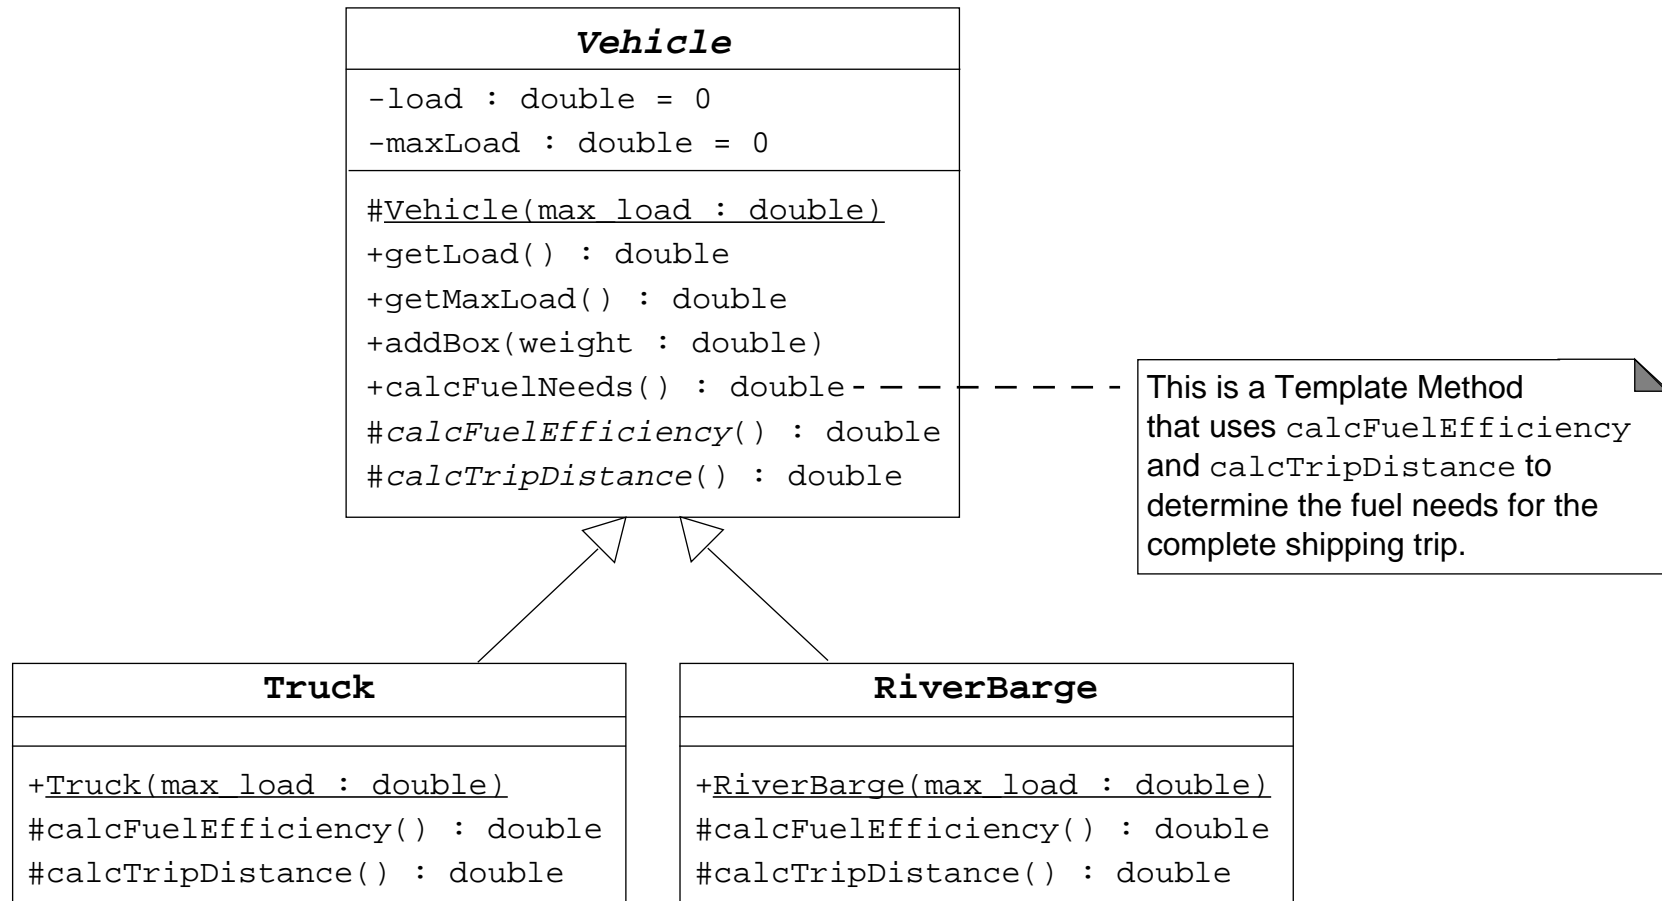 Vehicle
-load : double = 0
-maxLoad : double = 0
#Vehicle(max_load : double)
+getLoad() : double
+getMaxLoad() : double
+addBox(weight : double)
+calcFuelNeeds() : double
#calcFuelEfficiency() : double
#calcTripDistance() : double
This is a Template Method
that uses calcFuelEfficiency
and calcTripDistance to
determine the fuel needs for the
complete shipping trip.
Truck
+Truck(max_load : double)
#calcFuelEfficiency() : double
#calcTripDistance() : double
RiverBarge
+RiverBarge(max_load : double)
#calcFuelEfficiency() : double
#calcTripDistance() : double